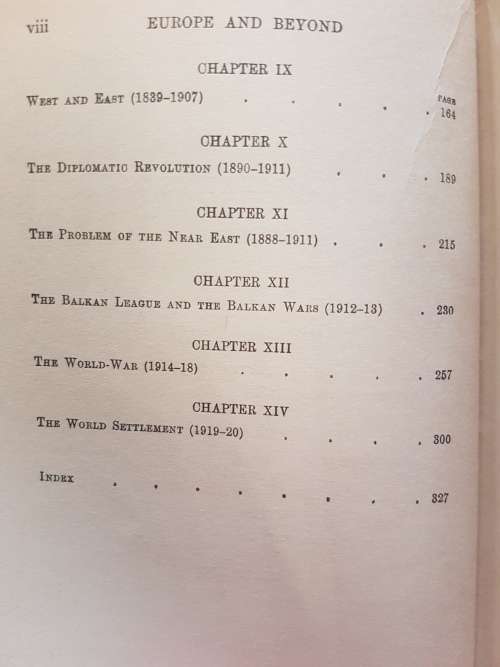 viii EUROPE AND BEYOND
CHAPTER IX
PAGE
West and East (1839–1907) . . . . . 164
CHAPTER X
The Diplomatic Revolution (1890–1911) . . . 189
CHAPTER XI
The Problem of the Near East (1888–1911) . . . 215
CHAPTER XII
The Balkan League and the Balkan Wars (1912–13) . 230
CHAPTER XIII
The World-War (1914–18) . . . . . 257
CHAPTER XIV
The World Settlement (1919–20) . . . . 300
Index . . . . . . . . 327